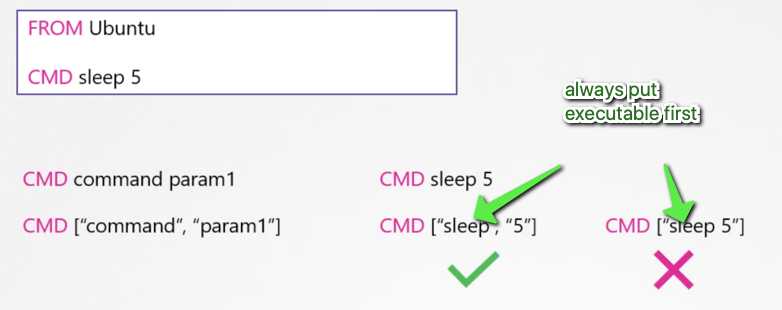 FROM Ubuntu
CMD sleep 5
always put
executable first
CMD command param1
CMD sleep 5
CMD [“command”, “param1”]
CMD [“sleep”, “5”]
CMD [“sleep 5”]